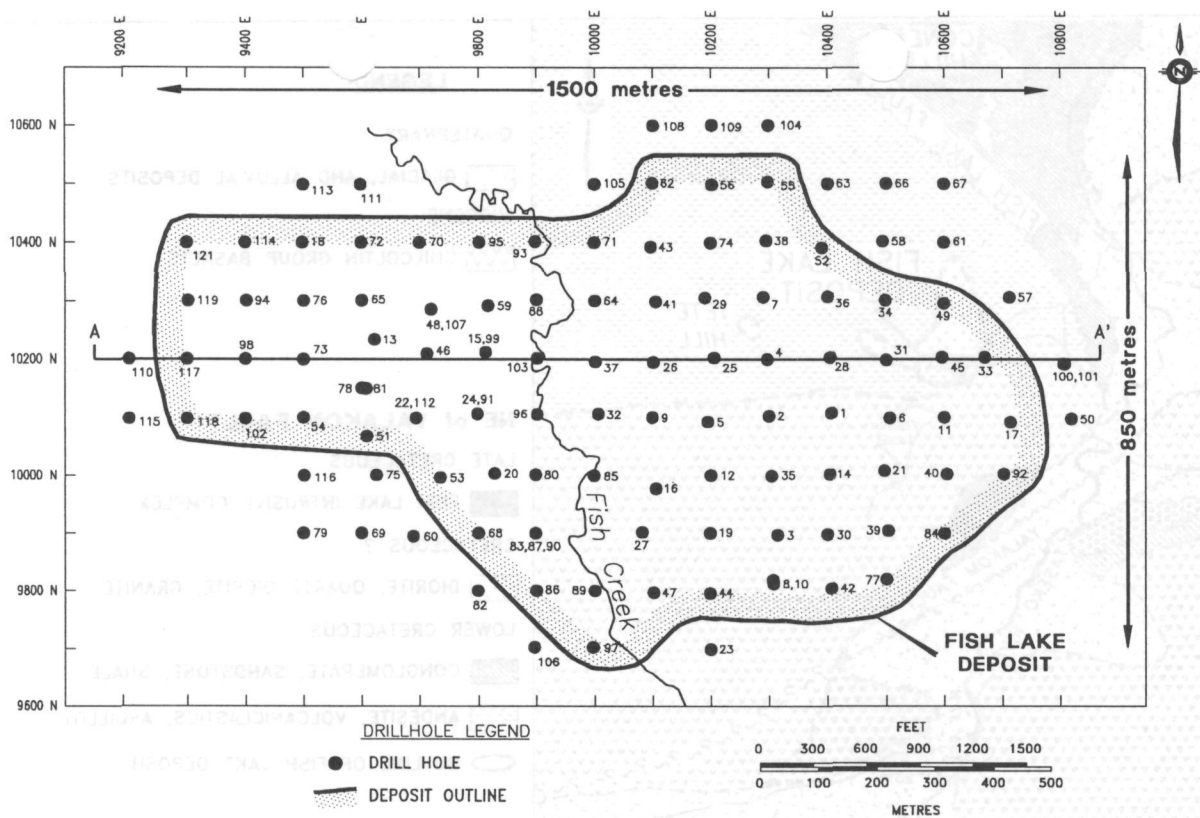 9200 E
9400 E
9800 E
10000 E
10200 E
10400 E
10600 E
10800 E
N
1500 metres
10600 N
108 109 104
113 111 105 62 56 55 63 66 67
10400 N
121 114 18 72 70 95 93 71 43 74 38 52 58 61
119 94 76 65 48,107 59 88 64 41 29 7 36 34 49 57
13
A A'
10200 N
110 117 98 73 46 15,99 103 37 26 25 4 28 31 45 33 100,101
78 81
115 118 102 54 51 22,112 24,91 96 32 9 5 2 1 6 11 17 50
10000 N
116 75 53 20 80 85 16 12 35 14 21 40 92
79 69 60 68 83,87,90 27 19 3 30 39 84
9800 N
82 86 89 47 44 8,10 42 77
106 97 23
9600 N
Fish Creek
850 metres
FISH LAKE
DEPOSIT
DRILLHOLE LEGEND
DRILL HOLE
DEPOSIT OUTLINE
FEET
0 300 600 900 1200 1500
0 100 200 300 400 500
METRES